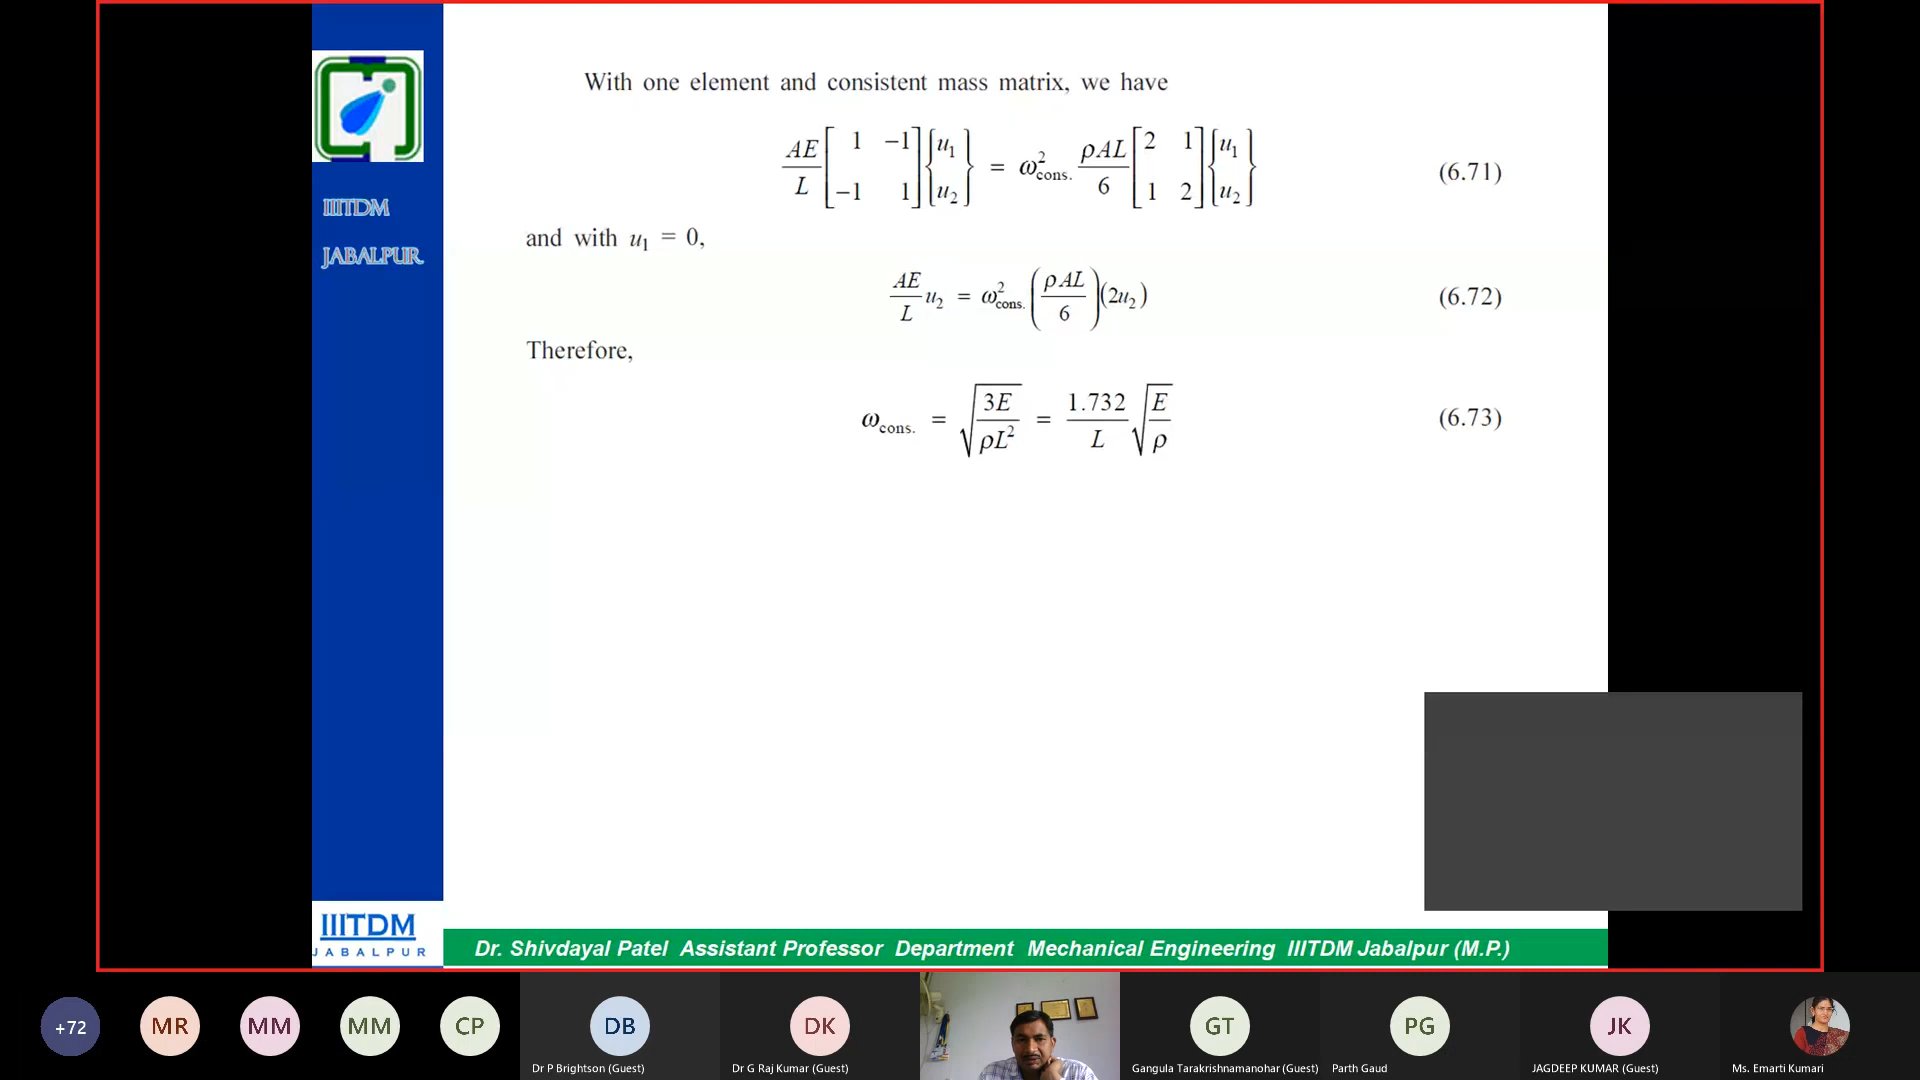 With one element and consistent mass matrix, we have
AE/L [1 −1; −1 1] {u₁; u₂} = ω²cons. ρAL/6 [2 1; 1 2] {u₁; u₂} (6.71)
IIITDM
JABALPUR
and with u₁ = 0,
AE/L u₂ = ω²cons. (ρAL/6) (2u₂) (6.72)
Therefore,
ωcons. = √(3E/ρL²) = 1.732/L √(E/ρ) (6.73)
IIITDM
JABALPUR
Dr. Shivdayal Patel Assistant Professor Department Mechanical Engineering IIITDM Jabalpur (M.P.)
+72
MR
MM
MM
CP
DB
Dr P Brightson (Guest)
DK
Dr G Raj Kumar (Guest)
GT
Gangula Tarakrishnamanohar (Guest)
PG
Parth Gaud
JK
JAGDEEP KUMAR (Guest)
Ms. Emarti Kumari